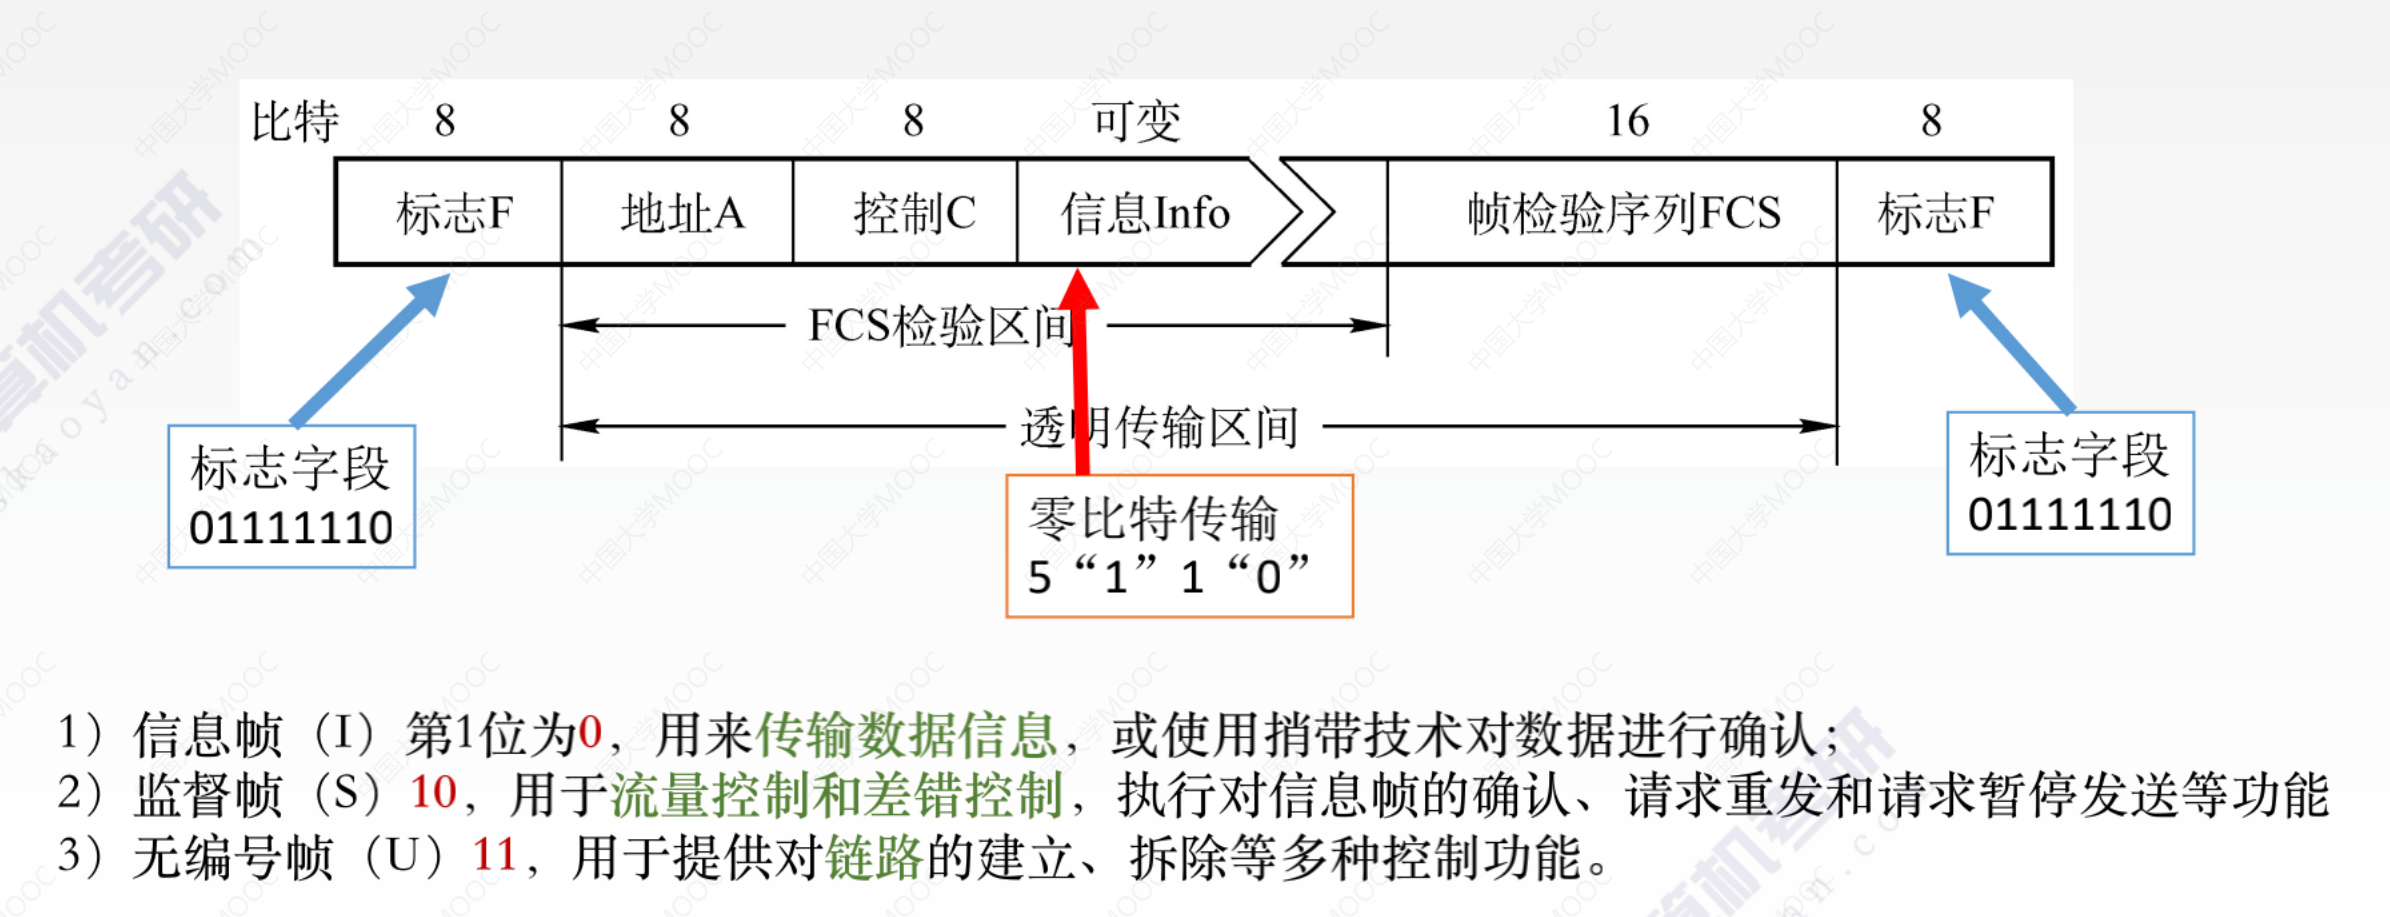 比特 8 8 8 可变 16 8
标志F 地址A 控制C 信息Info 帧检验序列FCS 标志F
FCS检验区间
透明传输区间
标志字段
01111110
零比特传输
5“1”1“0”
标志字段
01111110
1）信息帧（I）第1位为0，用来传输数据信息，或使用捎带技术对数据进行确认；
2）监督帧（S）10，用于流量控制和差错控制，执行对信息帧的确认、请求重发和请求暂停发送等功能
3）无编号帧（U）11，用于提供对链路的建立、拆除等多种控制功能。
中国大学MOOC